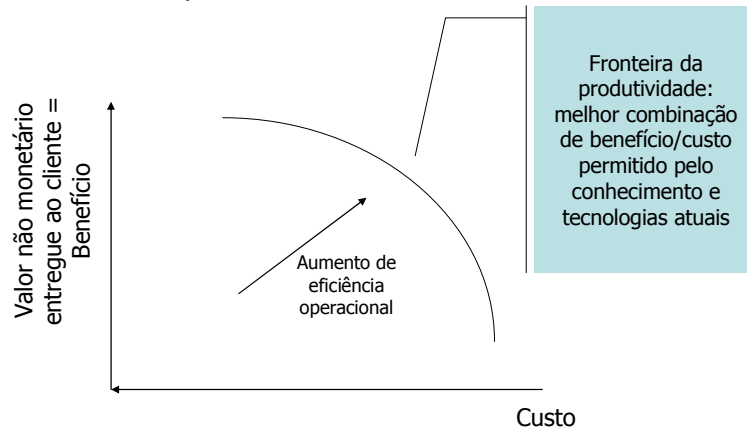 Valor não monetário
entregue ao cliente =
Benefício
Fronteira da
produtividade:
melhor combinação
de benefício/custo
permitido pelo
conhecimento e
tecnologias atuais
Aumento de
eficiência
operacional
Custo